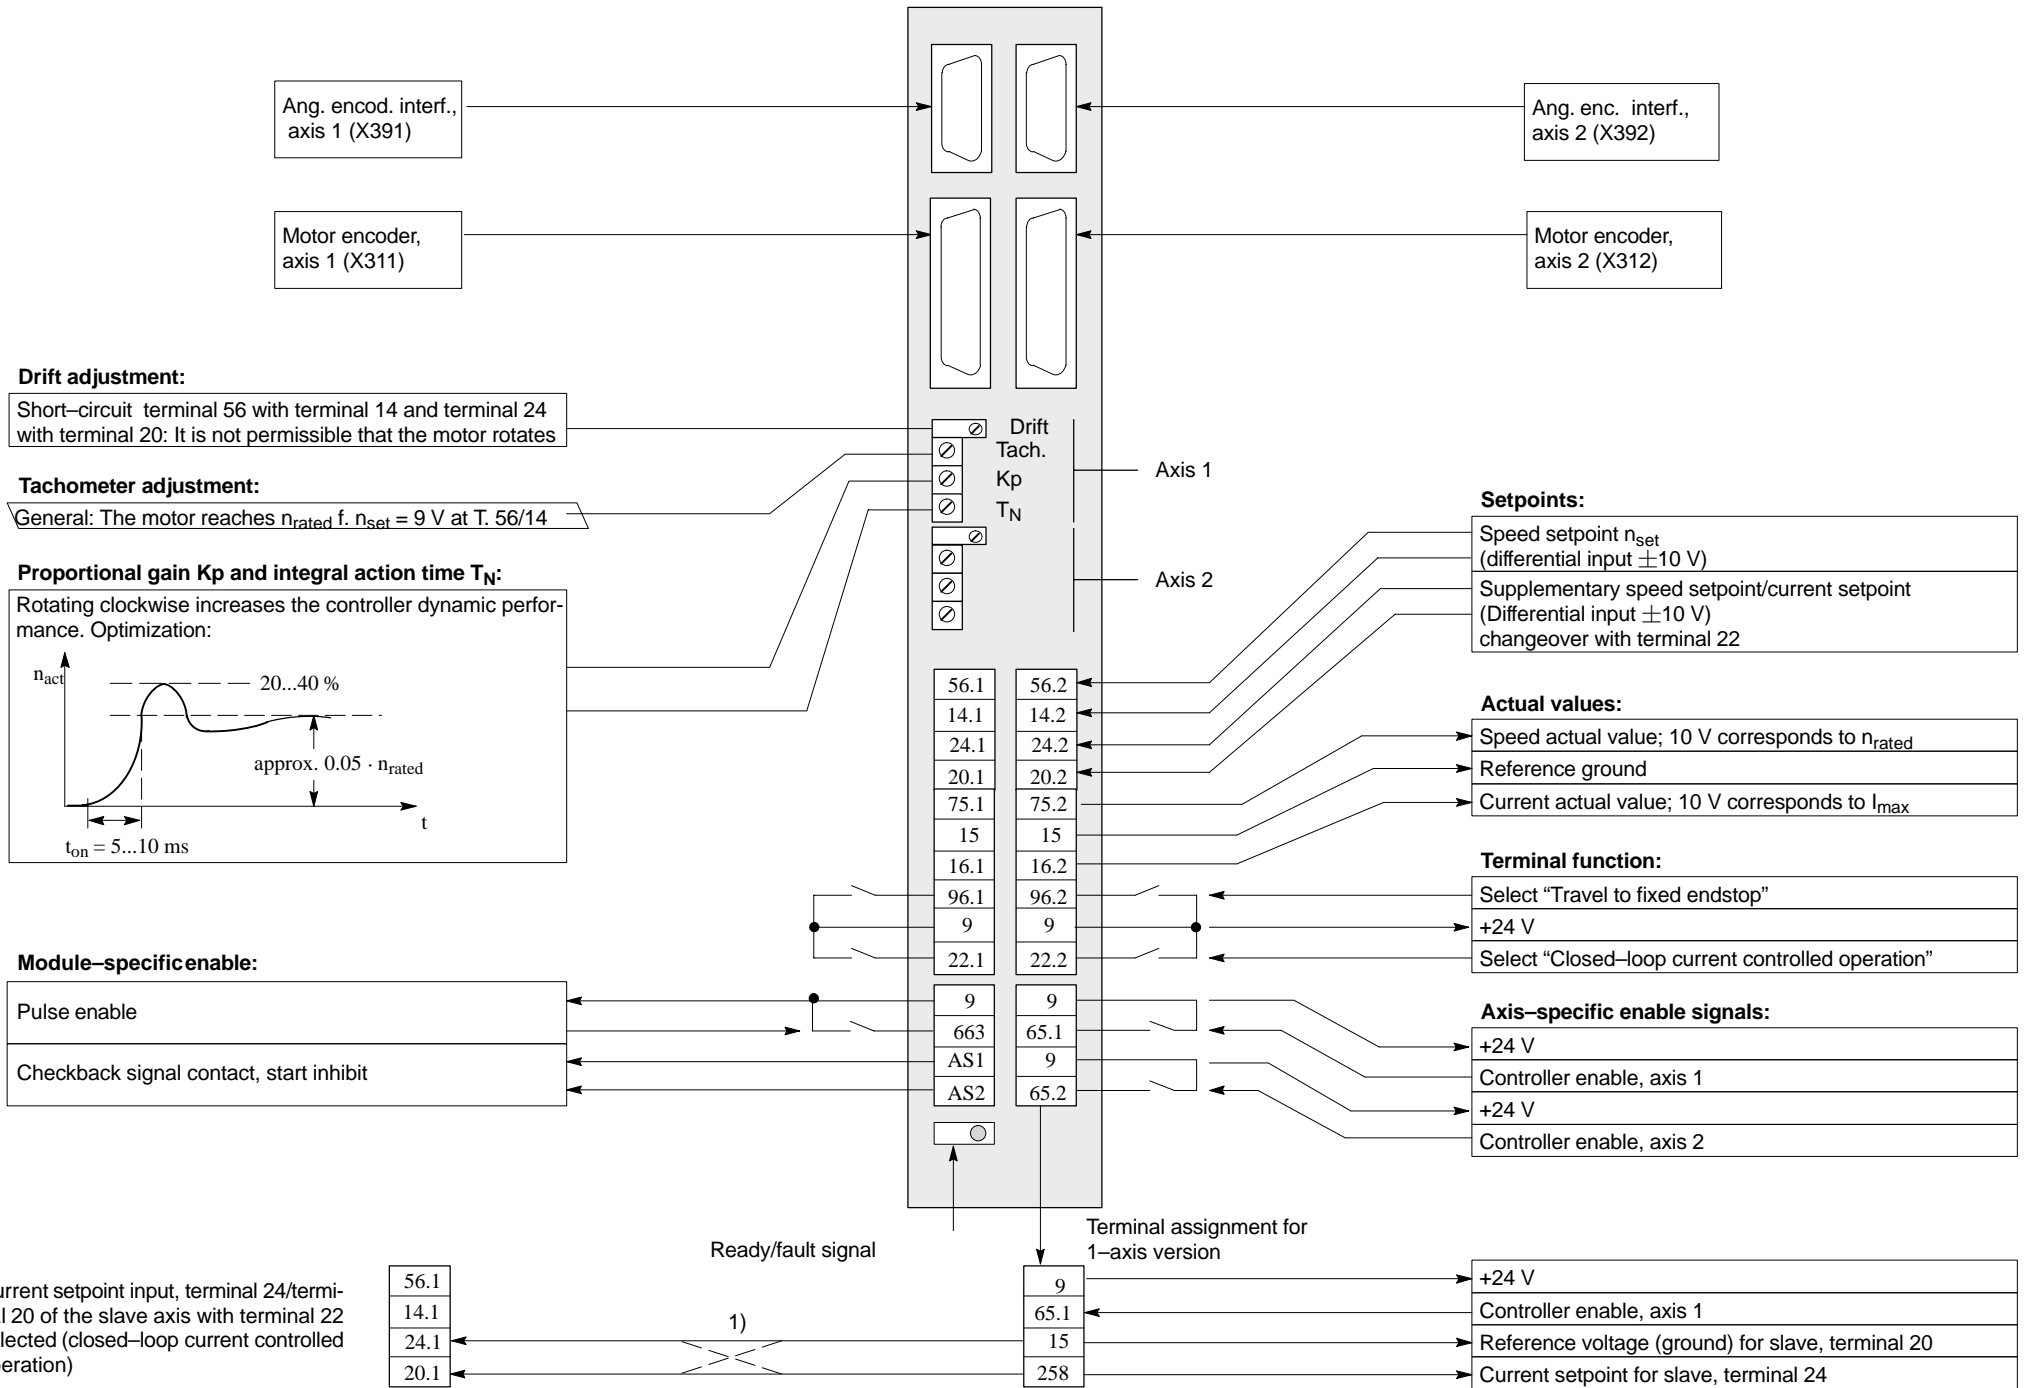 Ang. encod. interf.,
axis 1 (X391)
Ang. enc. interf.,
axis 2 (X392)
Motor encoder,
axis 1 (X311)
Motor encoder,
axis 2 (X312)
Drift adjustment:
Short–circuit terminal 56 with terminal 14 and terminal 24
with terminal 20: It is not permissible that the motor rotates
Tachometer adjustment:
General: The motor reaches nrated f. nset = 9 V at T. 56/14
Proportional gain Kp and integral action time TN:
Rotating clockwise increases the controller dynamic perfor-
mance. Optimization:
nact
20...40 %
approx. 0.05 · nrated
t
ton = 5...10 ms
Drift
Tach.
Kp
TN
Axis 1
Axis 2
Setpoints:
Speed setpoint nset
(differential input ±10 V)
Supplementary speed setpoint/current setpoint
(Differential input ±10 V)
changeover with terminal 22
Actual values:
Speed actual value; 10 V corresponds to nrated
Reference ground
Current actual value; 10 V corresponds to Imax
Terminal function:
Select “Travel to fixed endstop”
+24 V
Select “Closed–loop current controlled operation”
Axis–specific enable signals:
+24 V
Controller enable, axis 1
+24 V
Controller enable, axis 2
56.1 56.2
14.1 14.2
24.1 24.2
20.1 20.2
75.1 75.2
15 15
16.1 16.2
96.1 96.2
9 9
22.1 22.2
9 9
663 65.1
AS1 9
AS2 65.2
Module–specific enable:
Pulse enable
Checkback signal contact, start inhibit
Ready/fault signal
Terminal assignment for
1–axis version
urrent setpoint input, terminal 24/termi-
l 20 of the slave axis with terminal 22
lected (closed–loop current controlled
eration)
56.1
14.1
24.1
20.1
1)
9
65.1
15
258
+24 V
Controller enable, axis 1
Reference voltage (ground) for slave, terminal 20
Current setpoint for slave, terminal 24